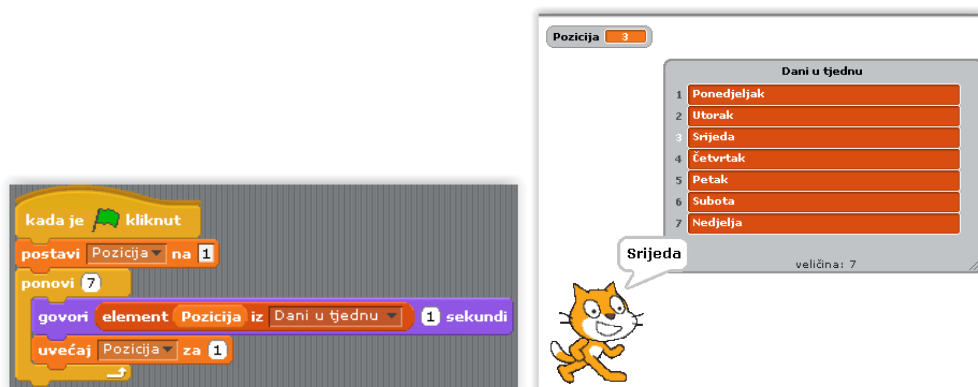 kada je kliknut
postavi Pozicija na 1
ponovi 7
govori element Pozicija iz Dani u tjednu 1 sekundi
uvećaj Pozicija za 1
Pozicija 3
Dani u tjednu
1 Ponedjeljak
2 Utorak
3 Srijeda
4 Četvrtak
5 Petak
6 Subota
7 Nedjelja
veličina: 7
Srijeda